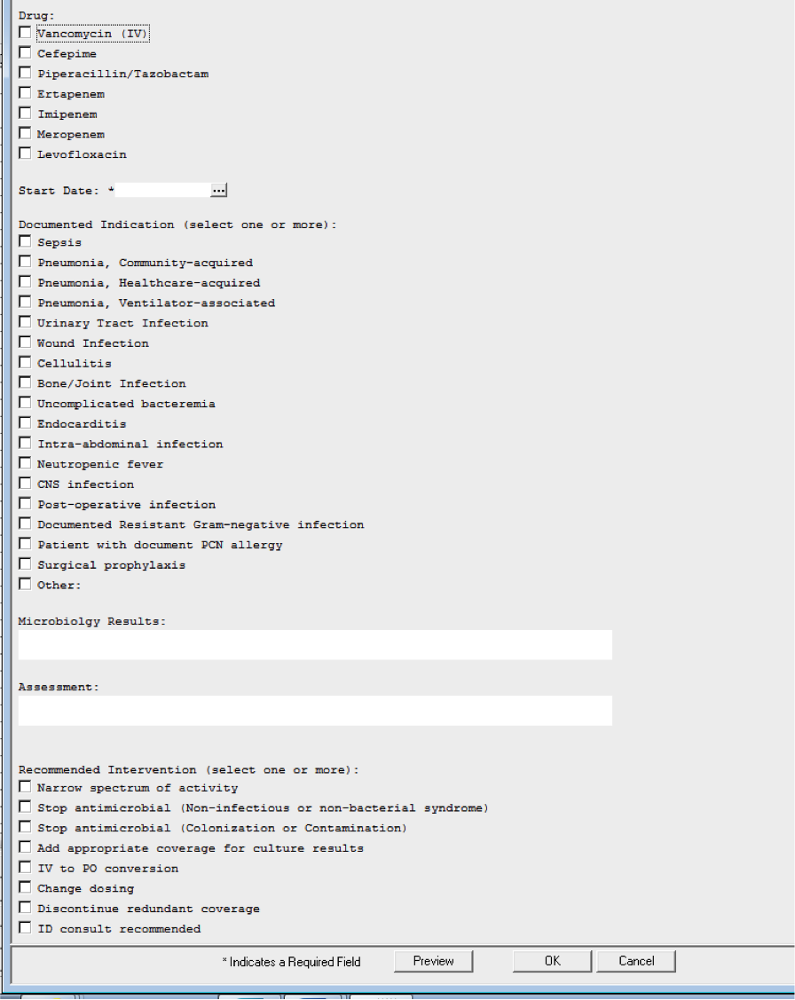 Drug:
Vancomycin (IV)
Cefepime
Piperacillin/Tazobactam
Ertapenem
Imipenem
Meropenem
Levofloxacin
Start Date: * ...
Documented Indication (select one or more):
Sepsis
Pneumonia, Community-acquired
Pneumonia, Healthcare-acquired
Pneumonia, Ventilator-associated
Urinary Tract Infection
Wound Infection
Cellulitis
Bone/Joint Infection
Uncomplicated bacteremia
Endocarditis
Intra-abdominal infection
Neutropenic fever
CNS infection
Post-operative infection
Documented Resistant Gram-negative infection
Patient with document PCN allergy
Surgical prophylaxis
Other:
Microbiolgy Results:
Assessment:
Recommended Intervention (select one or more):
Narrow spectrum of activity
Stop antimicrobial (Non-infectious or non-bacterial syndrome)
Stop antimicrobial (Colonization or Contamination)
Add appropriate coverage for culture results
IV to PO conversion
Change dosing
Discontinue redundant coverage
ID consult recommended
* Indicates a Required Field Preview OK Cancel